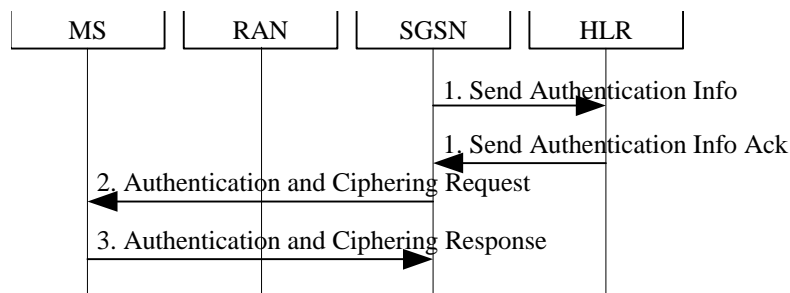 MS RAN SGSN HLR
1. Send Authentication Info
1. Send Authentication Info Ack
2. Authentication and Ciphering Request
3. Authentication and Ciphering Response